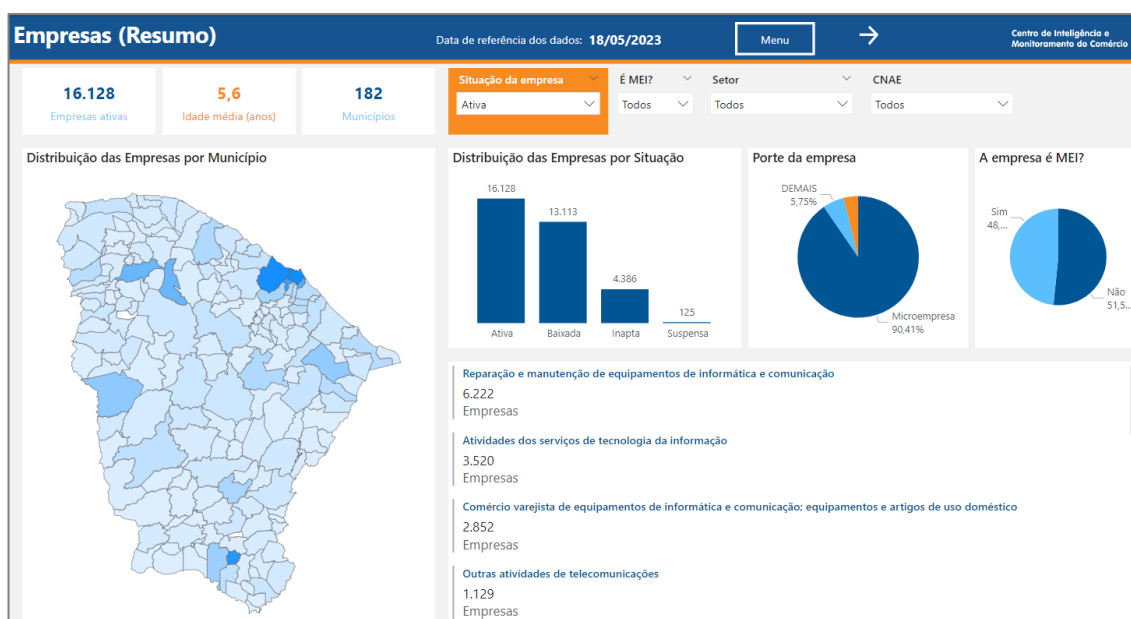 Empresas (Resumo)
Data de referência dos dados: 18/05/2023
Menu
Centro de Inteligência e
Monitoramento do Comércio
16.128
Empresas ativas
5,6
Idade média (anos)
182
Municípios
Situação da empresa
Ativa
É MEI?
Todos
Setor
Todos
CNAE
Todos
Distribuição das Empresas por Município
Distribuição das Empresas por Situação
16.128
13.113
4.386
125
Ativa
Baixada
Inapta
Suspensa
Porte da empresa
DEMAIS
5,75%
Microempresa
90,41%
A empresa é MEI?
Sim
48,...
Não
51,5...
Reparação e manutenção de equipamentos de informática e comunicação
6.222
Empresas
Atividades dos serviços de tecnologia da informação
3.520
Empresas
Comércio varejista de equipamentos de informática e comunicação; equipamentos e artigos de uso doméstico
2.852
Empresas
Outras atividades de telecomunicações
1.129
Empresas